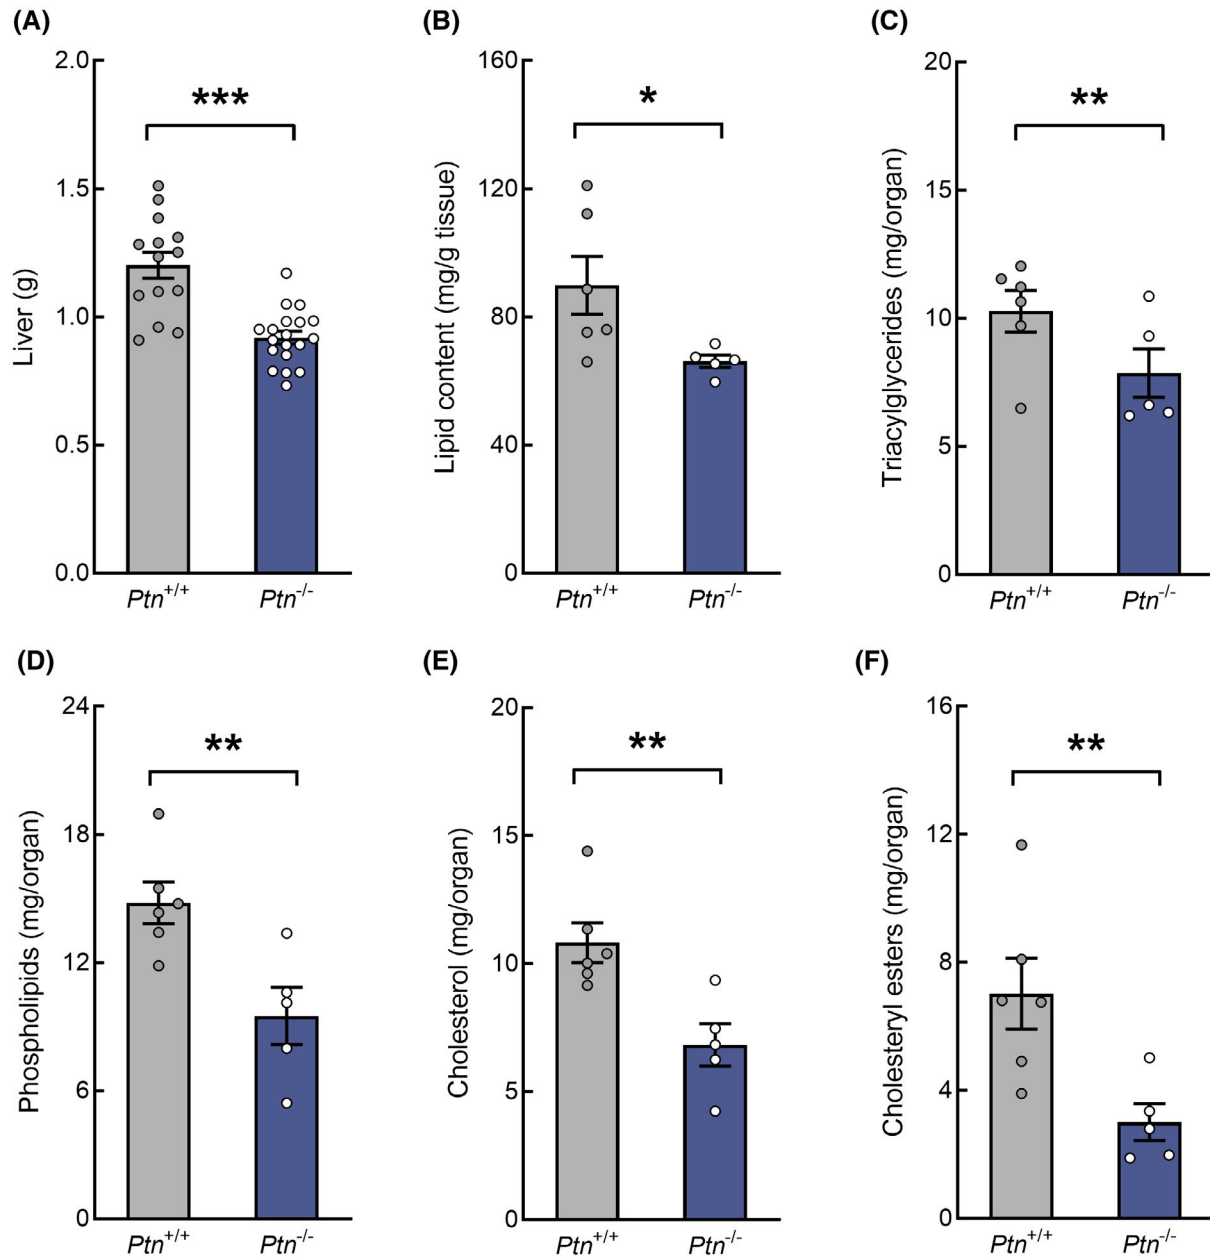 (A)
Liver (g)
2.0
1.5
1.0
0.5
0.0
***
Ptn+/+ Ptn-/-
(B)
Lipid content (mg/g tissue)
160
120
80
40
0
*
Ptn+/+ Ptn-/-
(C)
Triacylglycerides (mg/organ)
20
15
10
5
0
**
Ptn+/+ Ptn-/-
(D)
Phospholipids (mg/organ)
24
18
12
6
0
**
Ptn+/+ Ptn-/-
(E)
Cholesterol (mg/organ)
20
15
10
5
0
**
Ptn+/+ Ptn-/-
(F)
Cholesteryl esters (mg/organ)
16
12
8
4
0
**
Ptn+/+ Ptn-/-